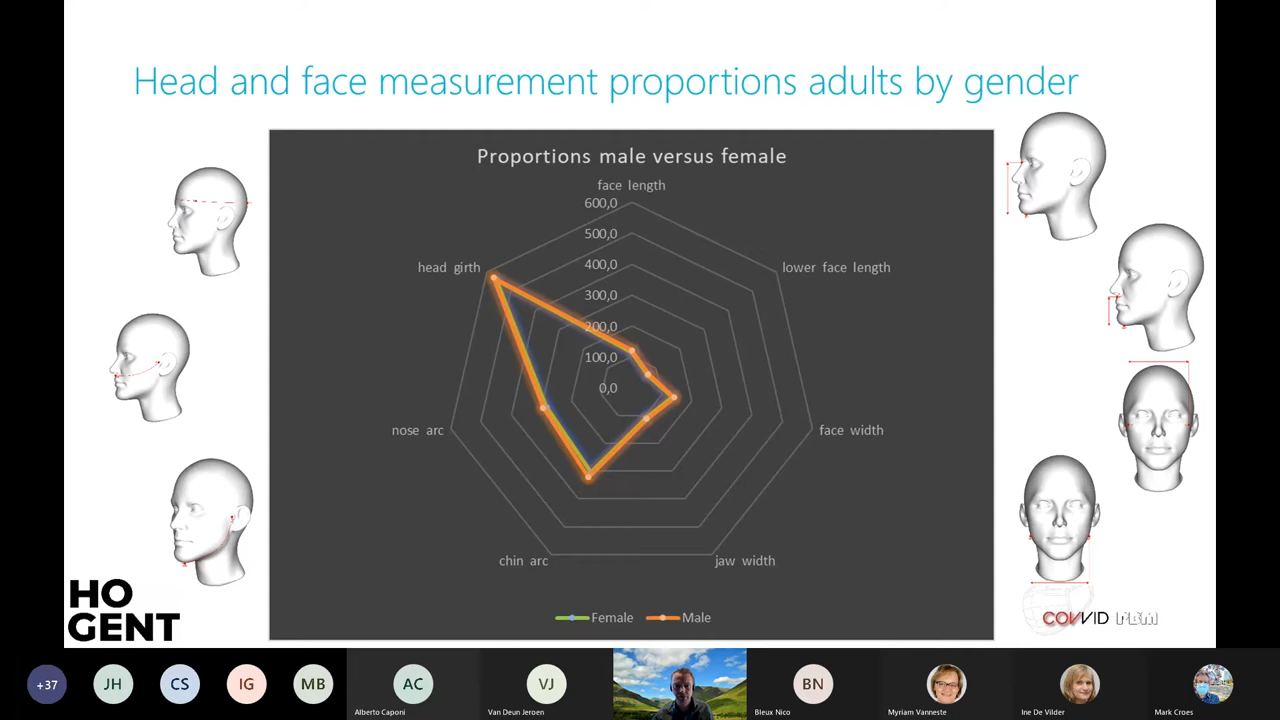 Head and face measurement proportions adults by gender
Proportions male versus female
face length
600,0
500,0
400,0
300,0
200,0
100,0
0,0
head girth
lower face length
nose arc
face width
chin arc
jaw width
Female
Male
HO
GENT
COVVID PBM
+37
JH
CS
IG
MB
AC
Alberto Caponi
VJ
Van Deun Jeroen
BN
Bleux Nico
Myriam Vanneste
Ine De Vilder
Mark Croes